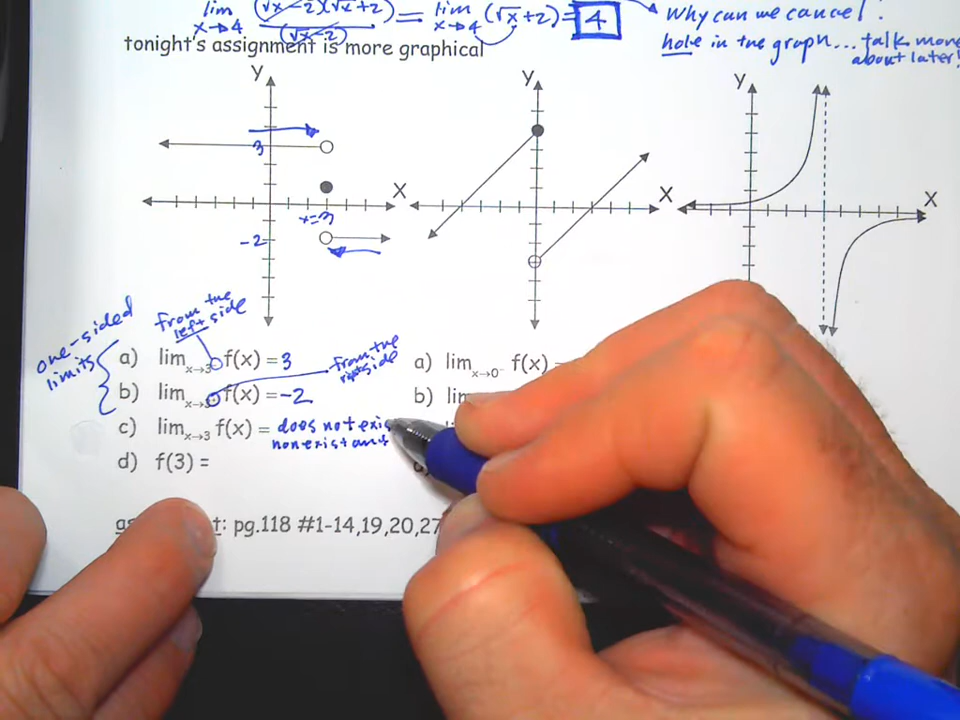 lim x→4 (√x-2)(√x+2) / (√x-2) = lim x→4 (√x+2) = 4
Why can we cancel?
hole in the graph... talk more
about later!
tonight's assignment is more graphical
Y
3
X
x=3
-2
Y
X
Y
X
one-sided
limits
from the
left side
from the
right side
a) lim x→3⁻ f(x) = 3
b) lim x→3⁺ f(x) = -2
c) lim x→3 f(x) = does not exis
nonexistant
d) f(3) =
a) lim x→0⁻ f(x) =
b) lim
: pg.118 #1-14,19,20,27